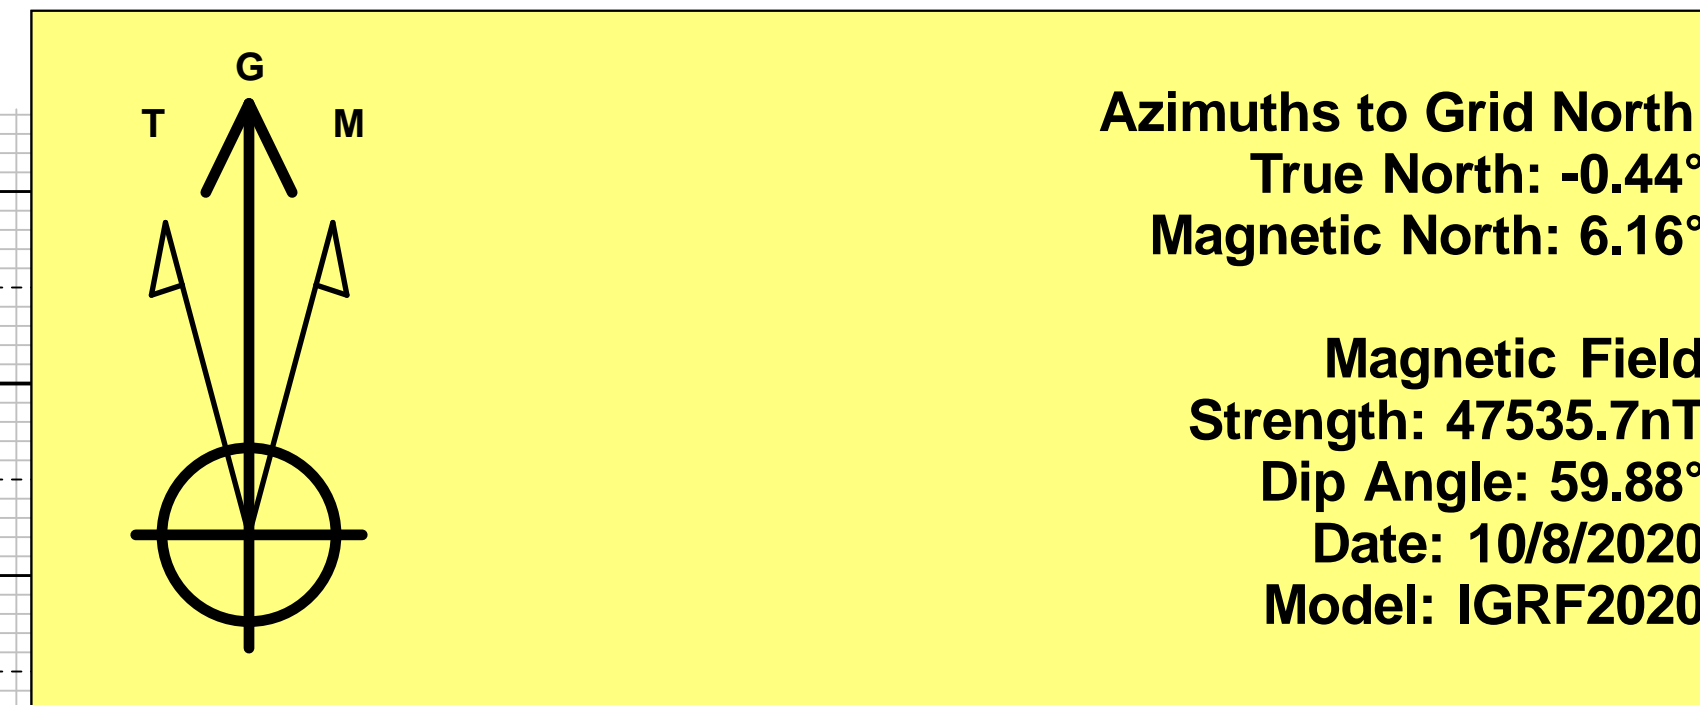 G
T M
Azimuths to Grid North
True North: -0.44°
Magnetic North: 6.16°
Magnetic Field
Strength: 47535.7nT
Dip Angle: 59.88°
Date: 10/8/2020
Model: IGRF2020